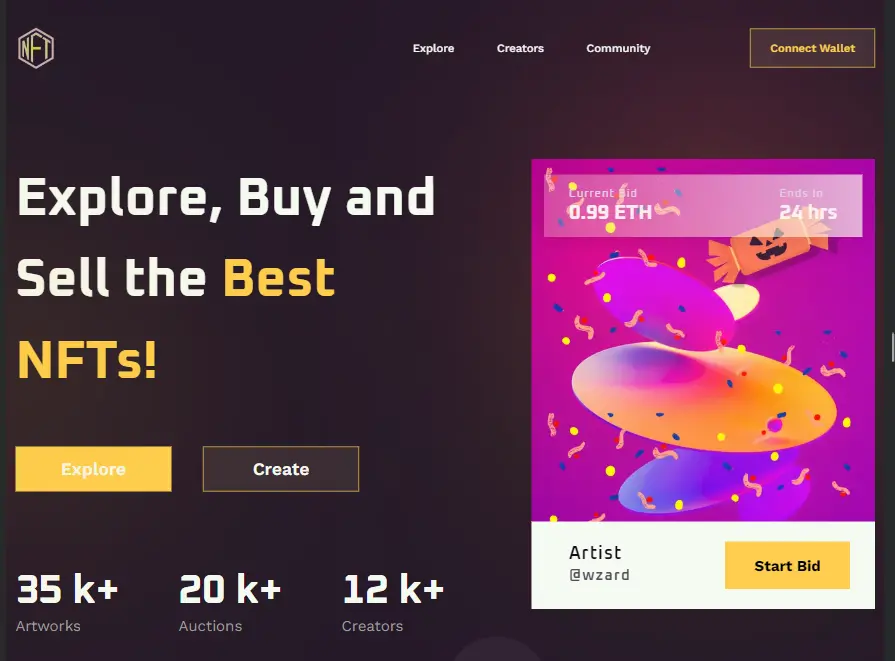 NFT
Explore
Creators
Community
Connect Wallet
Explore, Buy and
Sell the Best
NFTs!
Explore
Create
35 k+
20 k+
12 k+
Artworks
Auctions
Creators
Current Bid
Ends In
0.99 ETH
24 hrs
Artist
@wzard
Start Bid